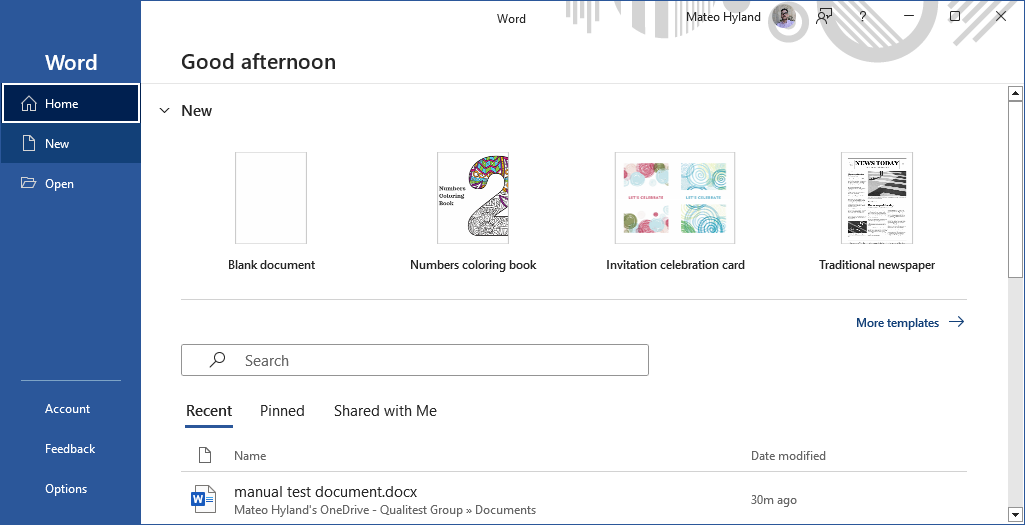 Word
Mateo Hyland
?
Word
Good afternoon
Home
New
Open
New
Numbers
Coloring
Book
LET'S CELEBRATE
LET'S CELEBRATE
NEWS TODAY
Blank document
Numbers coloring book
Invitation celebration card
Traditional newspaper
More templates
Search
Recent
Pinned
Shared with Me
Name
Date modified
W
manual test document.docx
Mateo Hyland's OneDrive - Qualitest Group » Documents
30m ago
Account
Feedback
Options